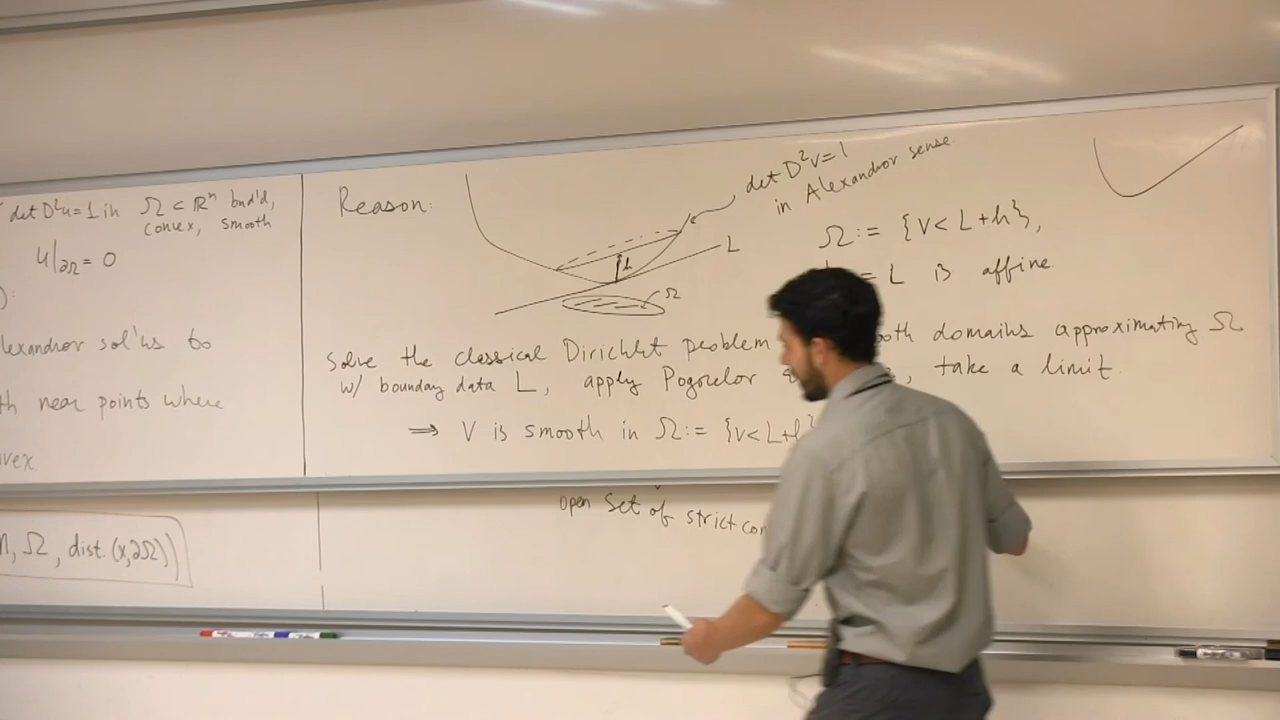 det D²u = 1 in Ω ⊂ ℝⁿ bnd'd,
convex, smooth
u|∂Ω = 0
):
lexandrov sol'ns to
th near points where
vex.
n, Ω, dist.(x,∂Ω))
Reason:
det D²v = 1
in Alexandrov sense
L
h
Ω
Ω := {v < L+h},
= L is affine
Solve the classical Dirichlet problem oth domains approximating Ω
w/ boundary data L, apply Pogorelov , take a limit.
⟹ v is smooth in Ω := {v < L+h}
open set of strict con